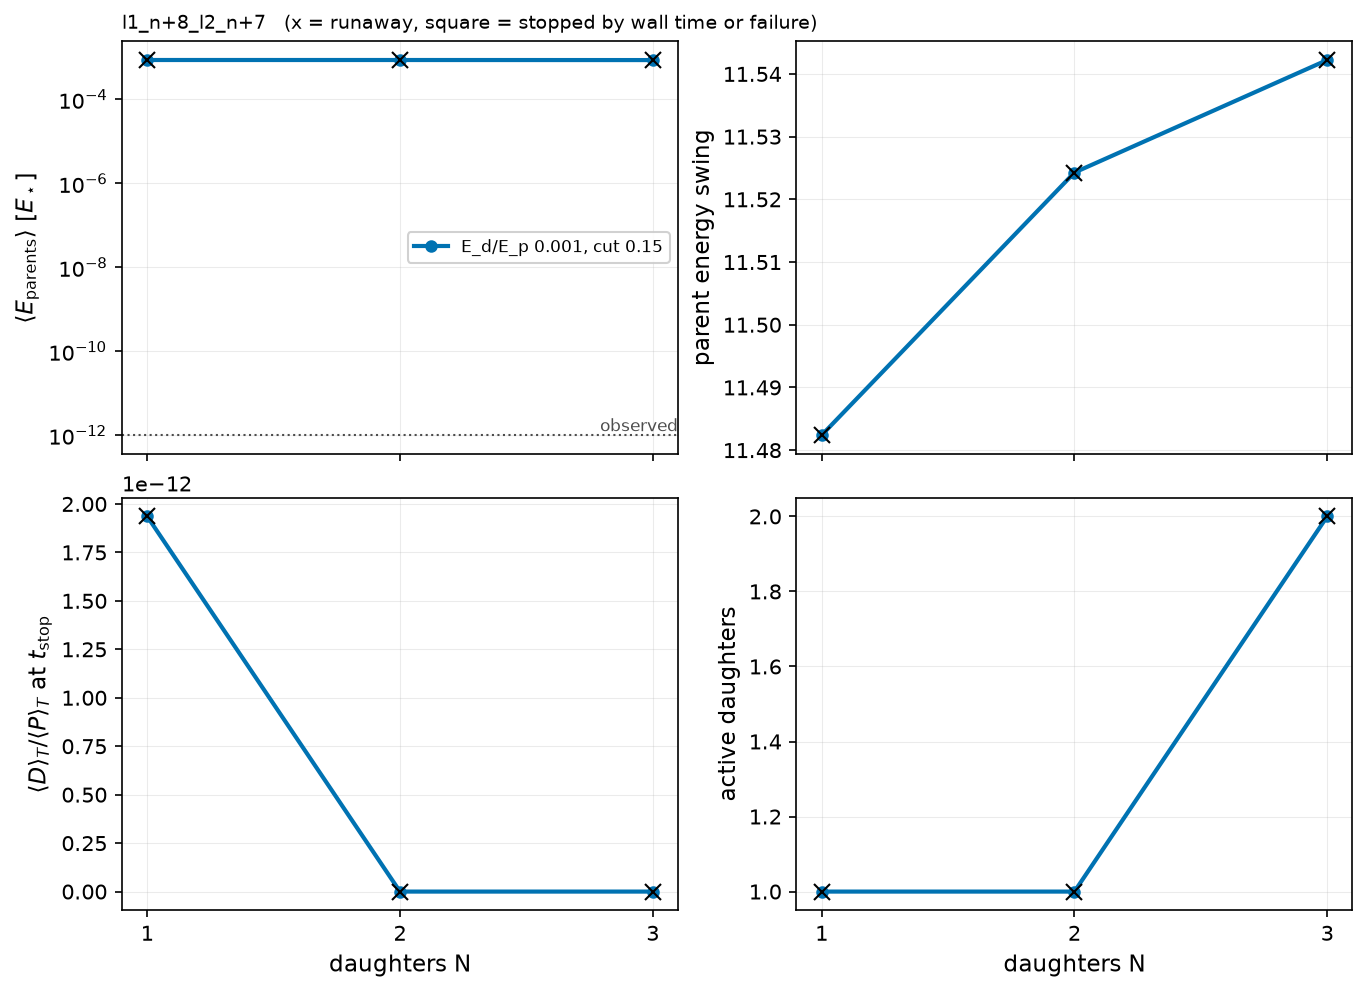 l1_n+8_l2_n+7   (x = runaway, square = stopped by wall time or failure)
10⁻⁴
10⁻⁶
10⁻⁸
10⁻¹⁰
10⁻¹²
⟨E_parents⟩ [E⋆]
E_d/E_p 0.001, cut 0.15
observed
11.54
11.53
11.52
11.51
11.50
11.49
11.48
parent energy swing
1e−12
2.00
1.75
1.50
1.25
1.00
0.75
0.50
0.25
0.00
⟨D⟩_T/⟨P⟩_T at t_stop
1 2 3
daughters N
2.0
1.8
1.6
1.4
1.2
1.0
active daughters
1 2 3
daughters N